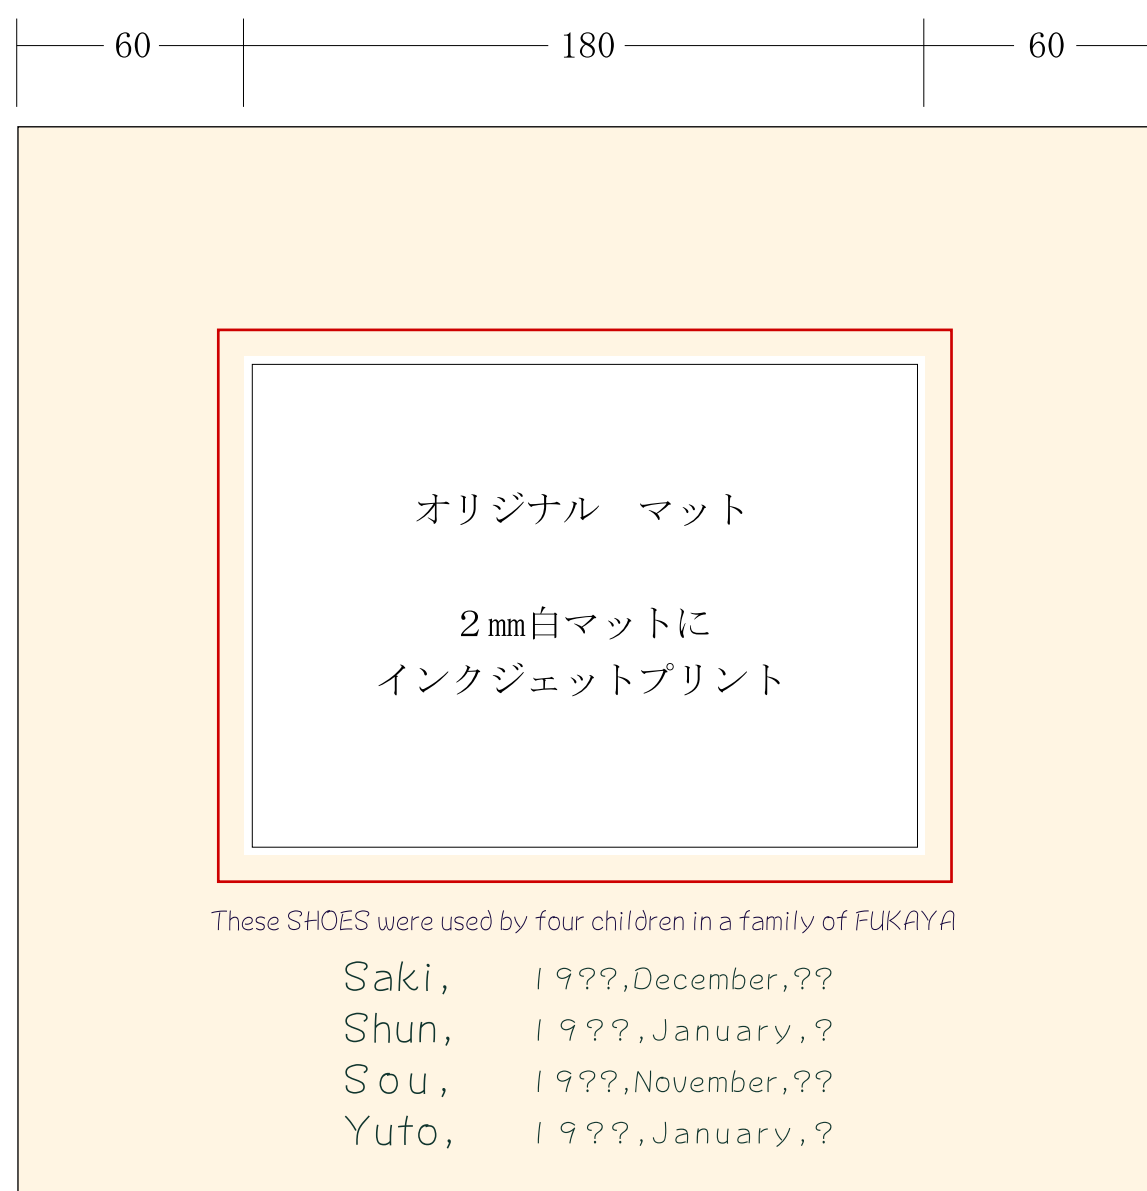 60 180 60
オリジナル　マット
２mm白マットに
インクジェットプリント
These SHOES were used by four children in a family of FUKAYA
Saki, 19??,December,??
Shun, 19??,January,?
Sou, 19??,November,??
Yuto, 19??,January,?